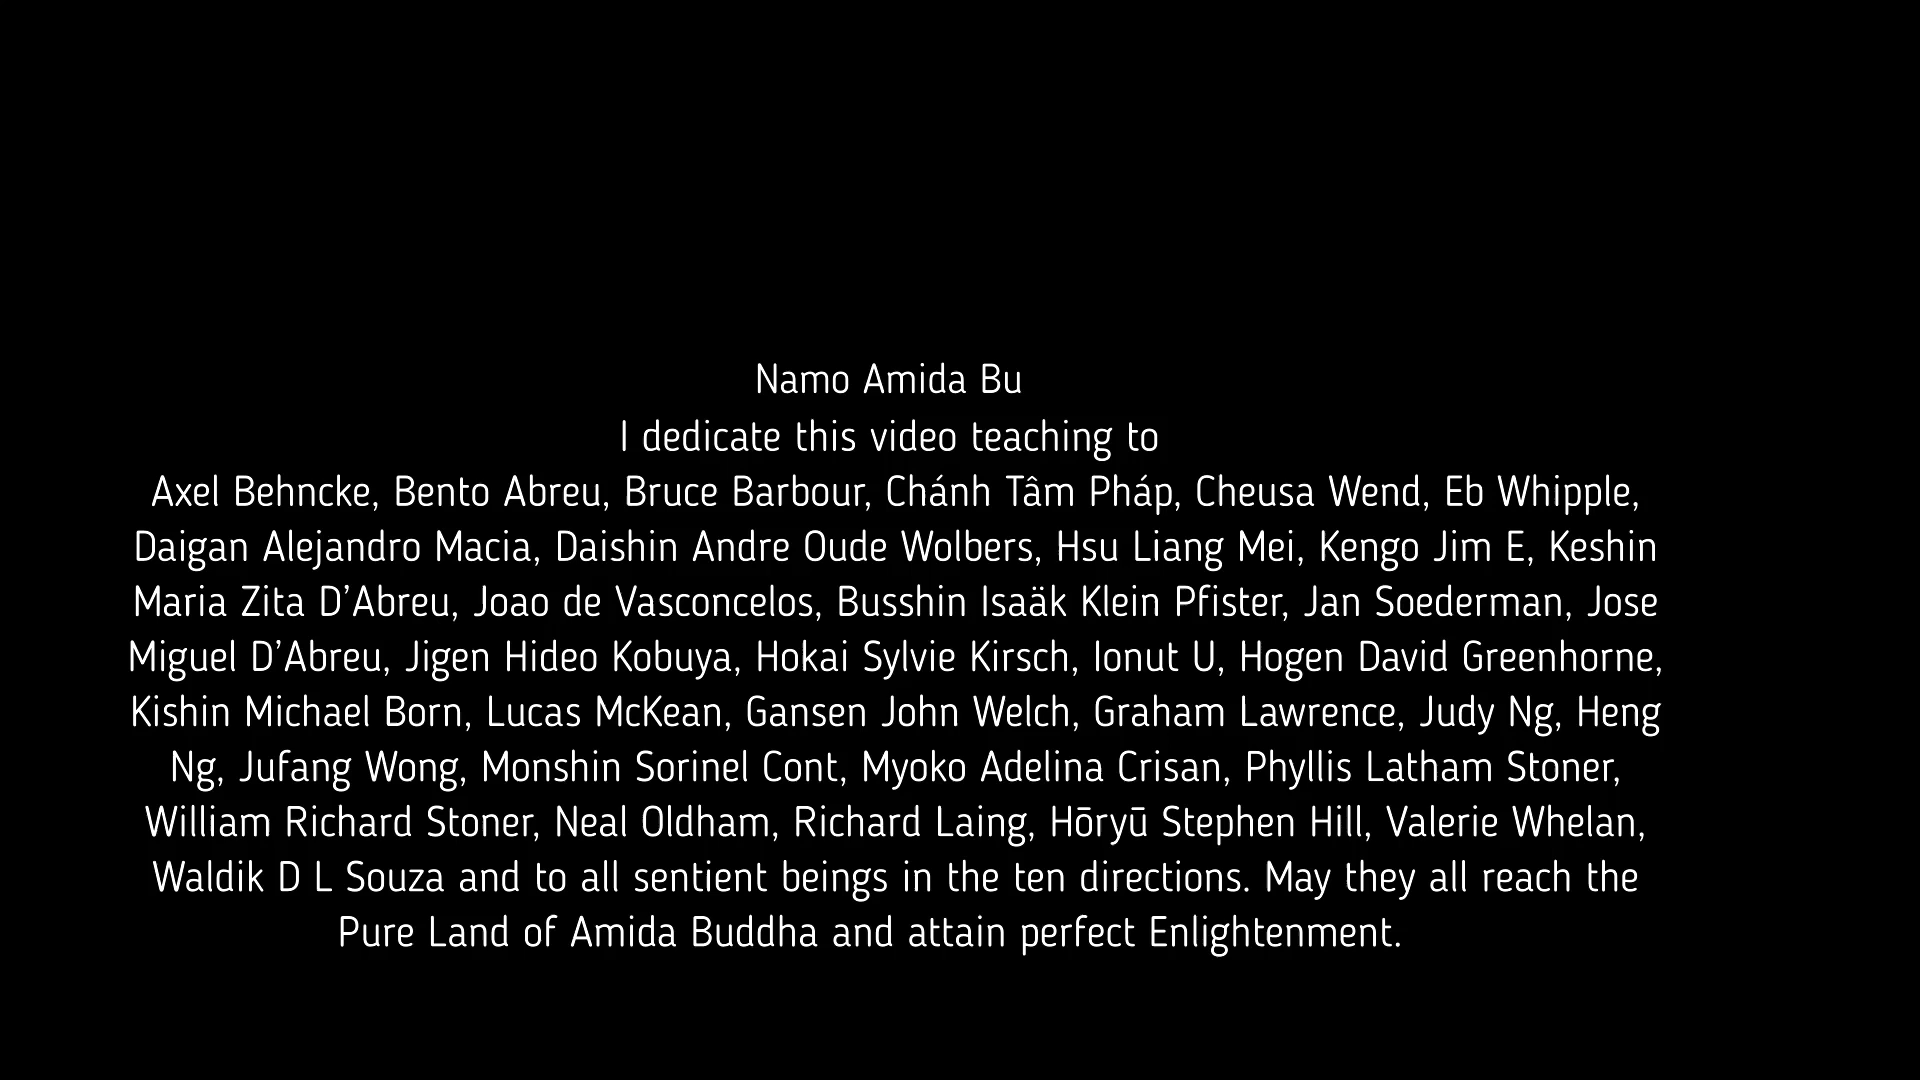 Namo Amida Bu
I dedicate this video teaching to
Axel Behncke, Bento Abreu, Bruce Barbour, Chánh Tâm Pháp, Cheusa Wend, Eb Whipple,
Daigan Alejandro Macia, Daishin Andre Oude Wolbers, Hsu Liang Mei, Kengo Jim E, Keshin
Maria Zita D’Abreu, Joao de Vasconcelos, Busshin Isaäk Klein Pfister, Jan Soederman, Jose
Miguel D’Abreu, Jigen Hideo Kobuya, Hokai Sylvie Kirsch, Ionut U, Hogen David Greenhorne,
Kishin Michael Born, Lucas McKean, Gansen John Welch, Graham Lawrence, Judy Ng, Heng
Ng, Jufang Wong, Monshin Sorinel Cont, Myoko Adelina Crisan, Phyllis Latham Stoner,
William Richard Stoner, Neal Oldham, Richard Laing, Hōryū Stephen Hill, Valerie Whelan,
Waldik D L Souza and to all sentient beings in the ten directions. May they all reach the
Pure Land of Amida Buddha and attain perfect Enlightenment.